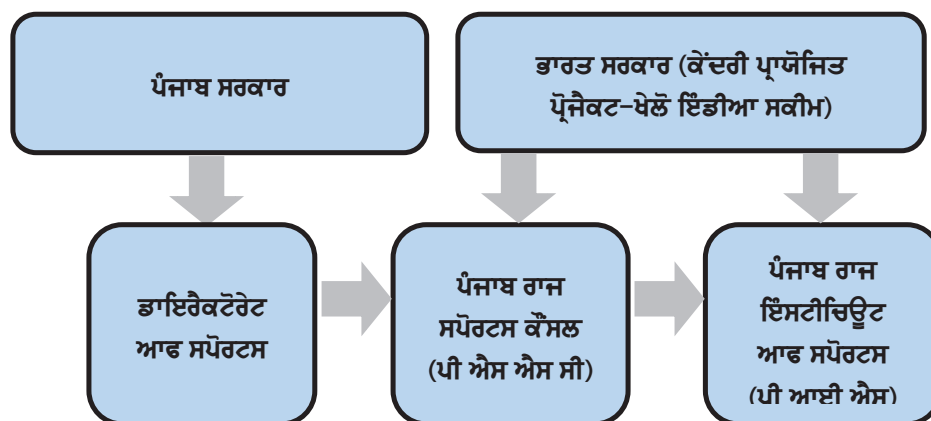 ਪੰਜਾਬ ਸਰਕਾਰ
ਭਾਰਤ ਸਰਕਾਰ (ਕੇਂਦਰੀ ਪ੍ਰਾਯੋਜਿਤ
ਪ੍ਰੋਜੈਕਟ-ਖੇਲੋ ਇੰਡੀਆ ਸਕੀਮ)
ਡਾਇਰੈਕਟੋਰੇਟ
ਆਫ ਸਪੋਰਟਸ
ਪੰਜਾਬ ਰਾਜ
ਸਪੋਰਟਸ ਕੌਂਸਲ
(ਪੀ ਐਸ ਐਸ ਸੀ)
ਪੰਜਾਬ ਰਾਜ
ਇੰਸਟੀਚਿਊਟ
ਆਫ ਸਪੋਰਟਸ
(ਪੀ ਆਈ ਐਸ)